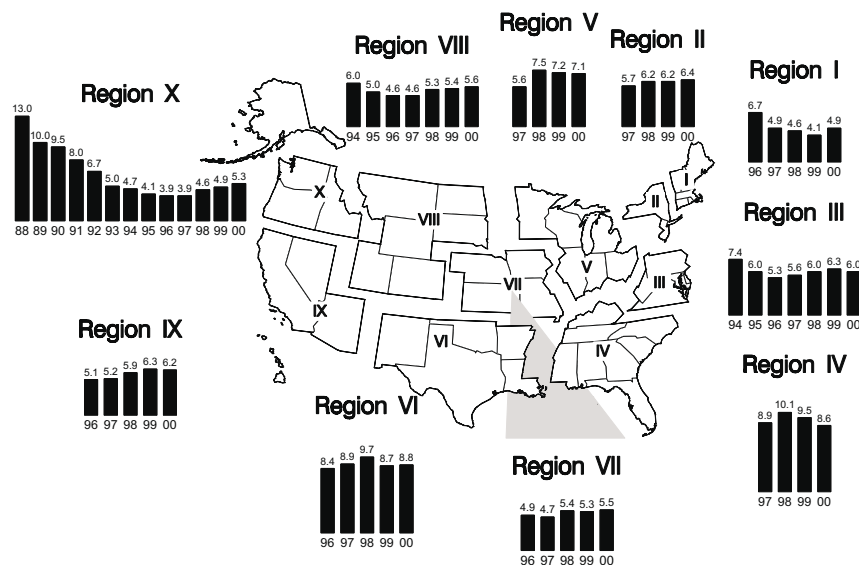 Region V
7.5 7.2 7.1
5.6
97 98 99 00
Region II
5.7 6.2 6.2 6.4
97 98 99 00
Region VIII
6.0 5.0 4.6 4.6 5.3 5.4 5.6
94 95 96 97 98 99 00
Region I
6.7 4.9 4.6 4.1 4.9
96 97 98 99 00
Region X
13.0 10.0 9.5 8.0 6.7 5.0 4.7 4.1 3.9 3.9 4.6 4.9 5.3
88 89 90 91 92 93 94 95 96 97 98 99 00
X
VIII
I
II
V
VII
III
IX
VI
IV
Region III
7.4 6.0 5.3 5.6 6.0 6.3 6.0
94 95 96 97 98 99 00
Region IX
5.1 5.2 5.9 6.3 6.2
96 97 98 99 00
Region IV
8.9 10.1 9.5 8.6
97 98 99 00
Region VI
8.4 8.9 9.7 8.7 8.8
96 97 98 99 00
Region VII
4.9 4.7 5.4 5.3 5.5
96 97 98 99 00